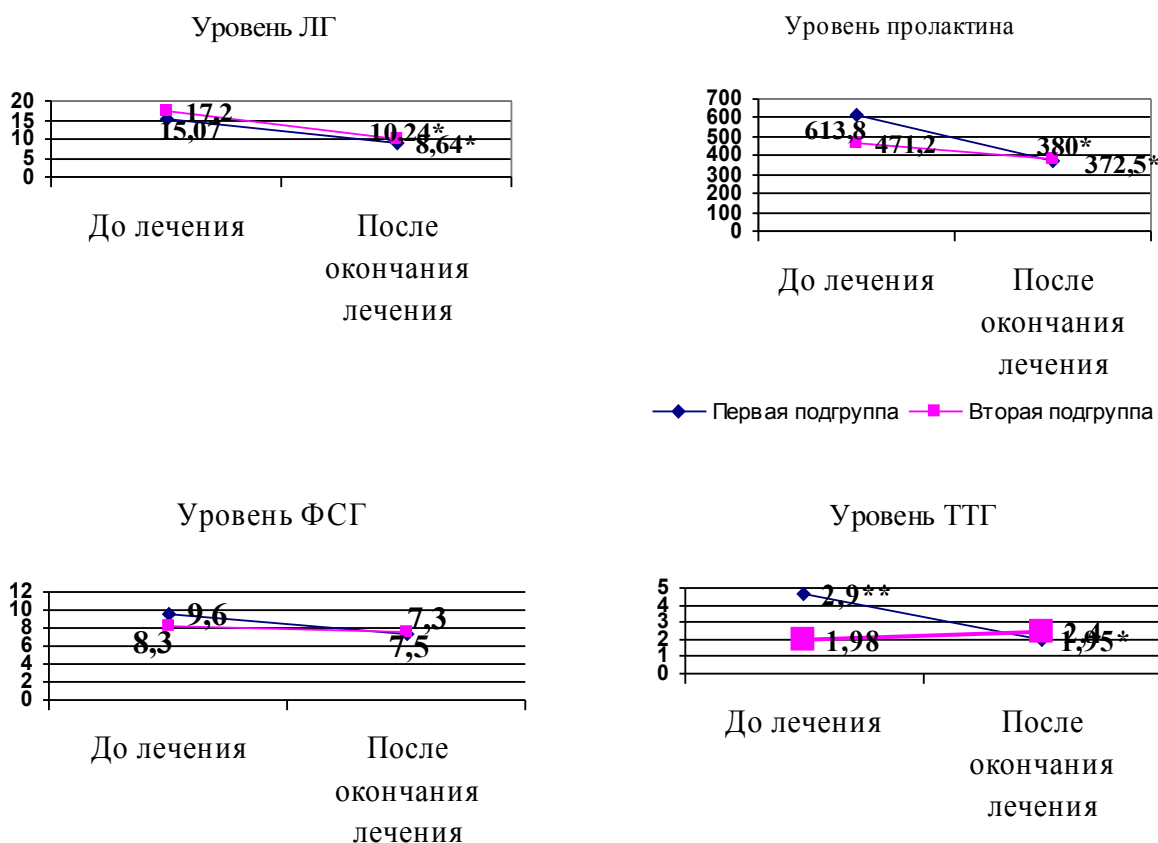 Уровень ЛГ
20
15
10
5
0
17,2
15,07
10,24*
8,64*
До лечения
После
окончания
лечения
Уровень пролактина
700
600
500
400
300
200
100
0
613,8
471,2
380*
372,5*
До лечения
После
окончания
лечения
Первая подгруппа
Вторая подгруппа
Уровень ФСГ
12
10
8
6
4
2
0
9,6
8,3
7,3
7,5
До лечения
После
окончания
лечения
Уровень ТТГ
5
4
3
2
1
0
2,9**
1,98
2,4
1,95*
До лечения
После
окончания
лечения